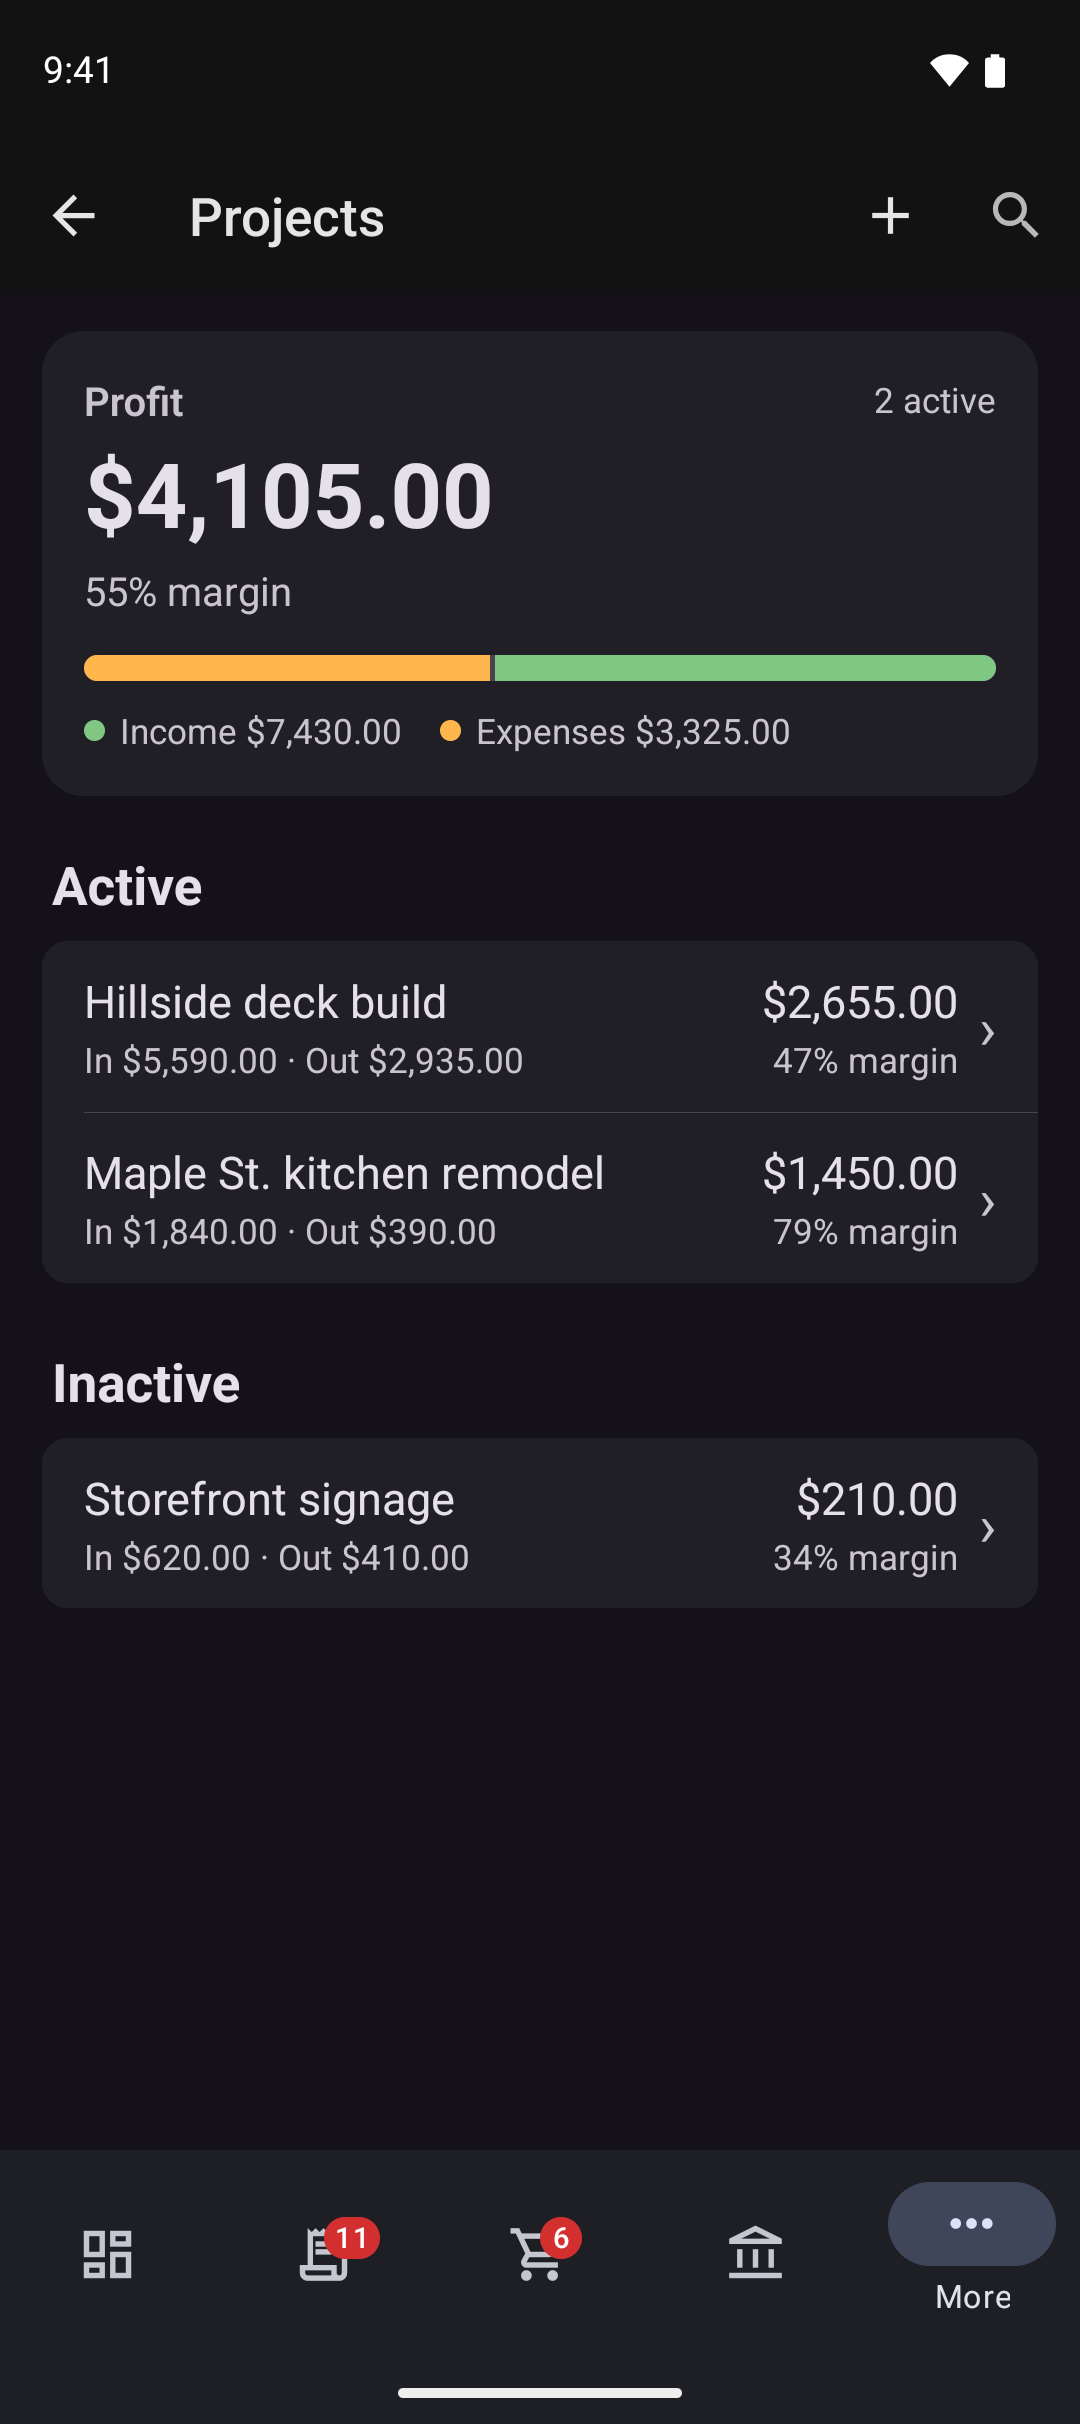 9:41
Projects
Profit
2 active
$4,105.00
55% margin
Income $7,430.00
Expenses $3,325.00
Active
Hillside deck build
$2,655.00
In $5,590.00 · Out $2,935.00
47% margin
Maple St. kitchen remodel
$1,450.00
In $1,840.00 · Out $390.00
79% margin
Inactive
Storefront signage
$210.00
In $620.00 · Out $410.00
34% margin
11
6
More